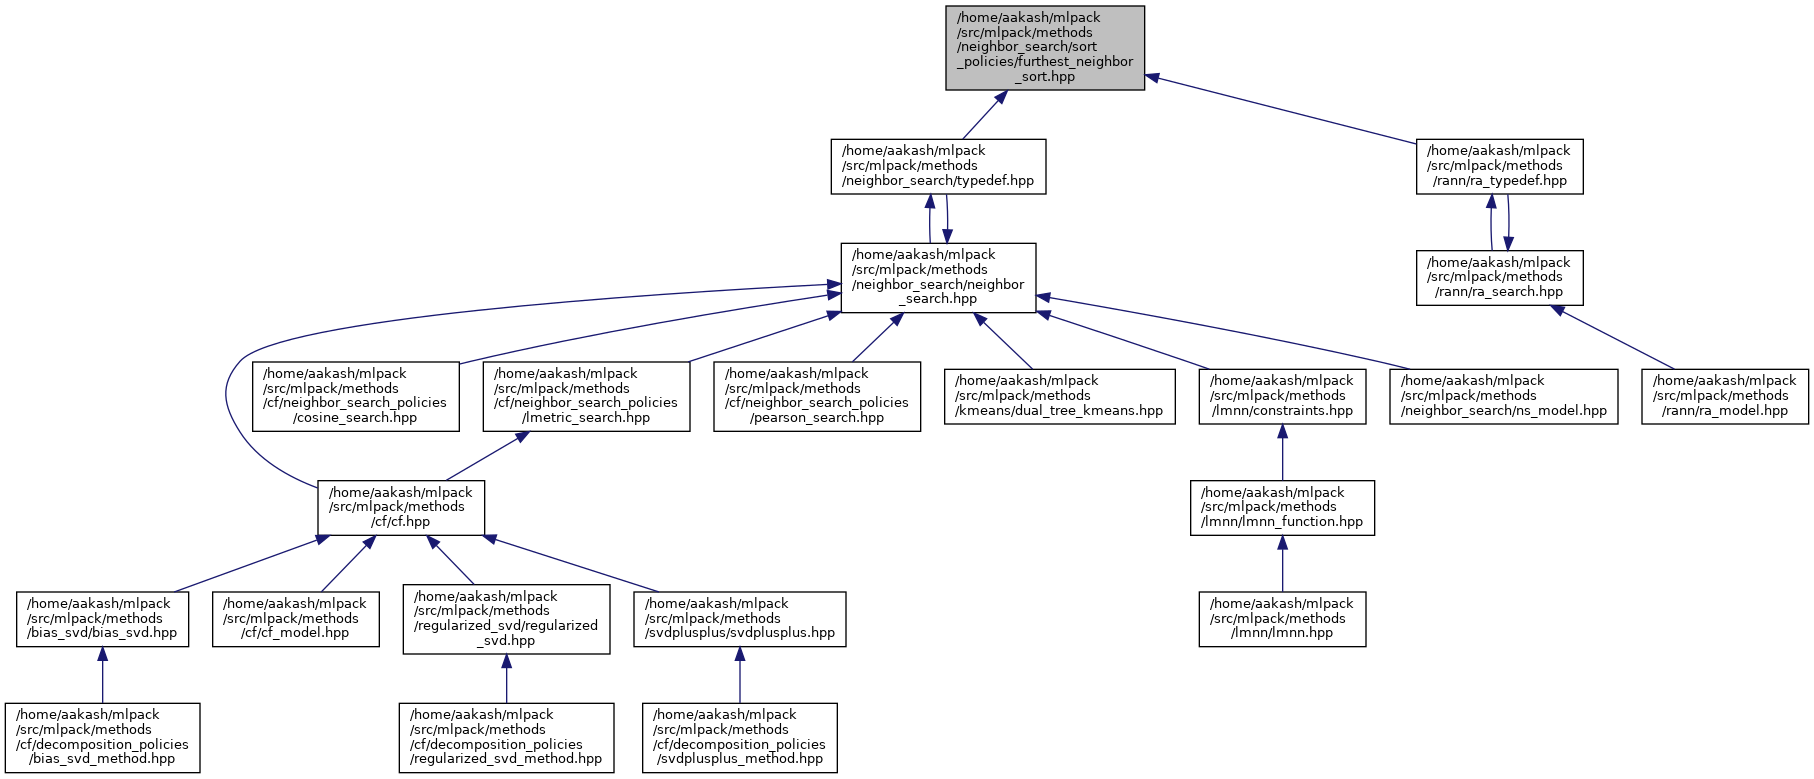 /home/aakash/mlpack
/src/mlpack/methods
/neighbor_search/sort
_policies/furthest_neighbor
_sort.hpp
/home/aakash/mlpack
/src/mlpack/methods
/neighbor_search/typedef.hpp
/home/aakash/mlpack
/src/mlpack/methods
/rann/ra_typedef.hpp
/home/aakash/mlpack
/src/mlpack/methods
/neighbor_search/neighbor
_search.hpp
/home/aakash/mlpack
/src/mlpack/methods
/rann/ra_search.hpp
/home/aakash/mlpack
/src/mlpack/methods
/cf/neighbor_search_policies
/cosine_search.hpp
/home/aakash/mlpack
/src/mlpack/methods
/cf/neighbor_search_policies
/lmetric_search.hpp
/home/aakash/mlpack
/src/mlpack/methods
/cf/neighbor_search_policies
/pearson_search.hpp
/home/aakash/mlpack
/src/mlpack/methods
/kmeans/dual_tree_kmeans.hpp
/home/aakash/mlpack
/src/mlpack/methods
/lmnn/constraints.hpp
/home/aakash/mlpack
/src/mlpack/methods
/neighbor_search/ns_model.hpp
/home/aakash/mlpack
/src/mlpack/methods
/rann/ra_model.hpp
/home/aakash/mlpack
/src/mlpack/methods
/cf/cf.hpp
/home/aakash/mlpack
/src/mlpack/methods
/lmnn/lmnn_function.hpp
/home/aakash/mlpack
/src/mlpack/methods
/bias_svd/bias_svd.hpp
/home/aakash/mlpack
/src/mlpack/methods
/cf/cf_model.hpp
/home/aakash/mlpack
/src/mlpack/methods
/regularized_svd/regularized
_svd.hpp
/home/aakash/mlpack
/src/mlpack/methods
/svdplusplus/svdplusplus.hpp
/home/aakash/mlpack
/src/mlpack/methods
/lmnn/lmnn.hpp
/home/aakash/mlpack
/src/mlpack/methods
/cf/decomposition_policies
/bias_svd_method.hpp
/home/aakash/mlpack
/src/mlpack/methods
/cf/decomposition_policies
/regularized_svd_method.hpp
/home/aakash/mlpack
/src/mlpack/methods
/cf/decomposition_policies
/svdplusplus_method.hpp